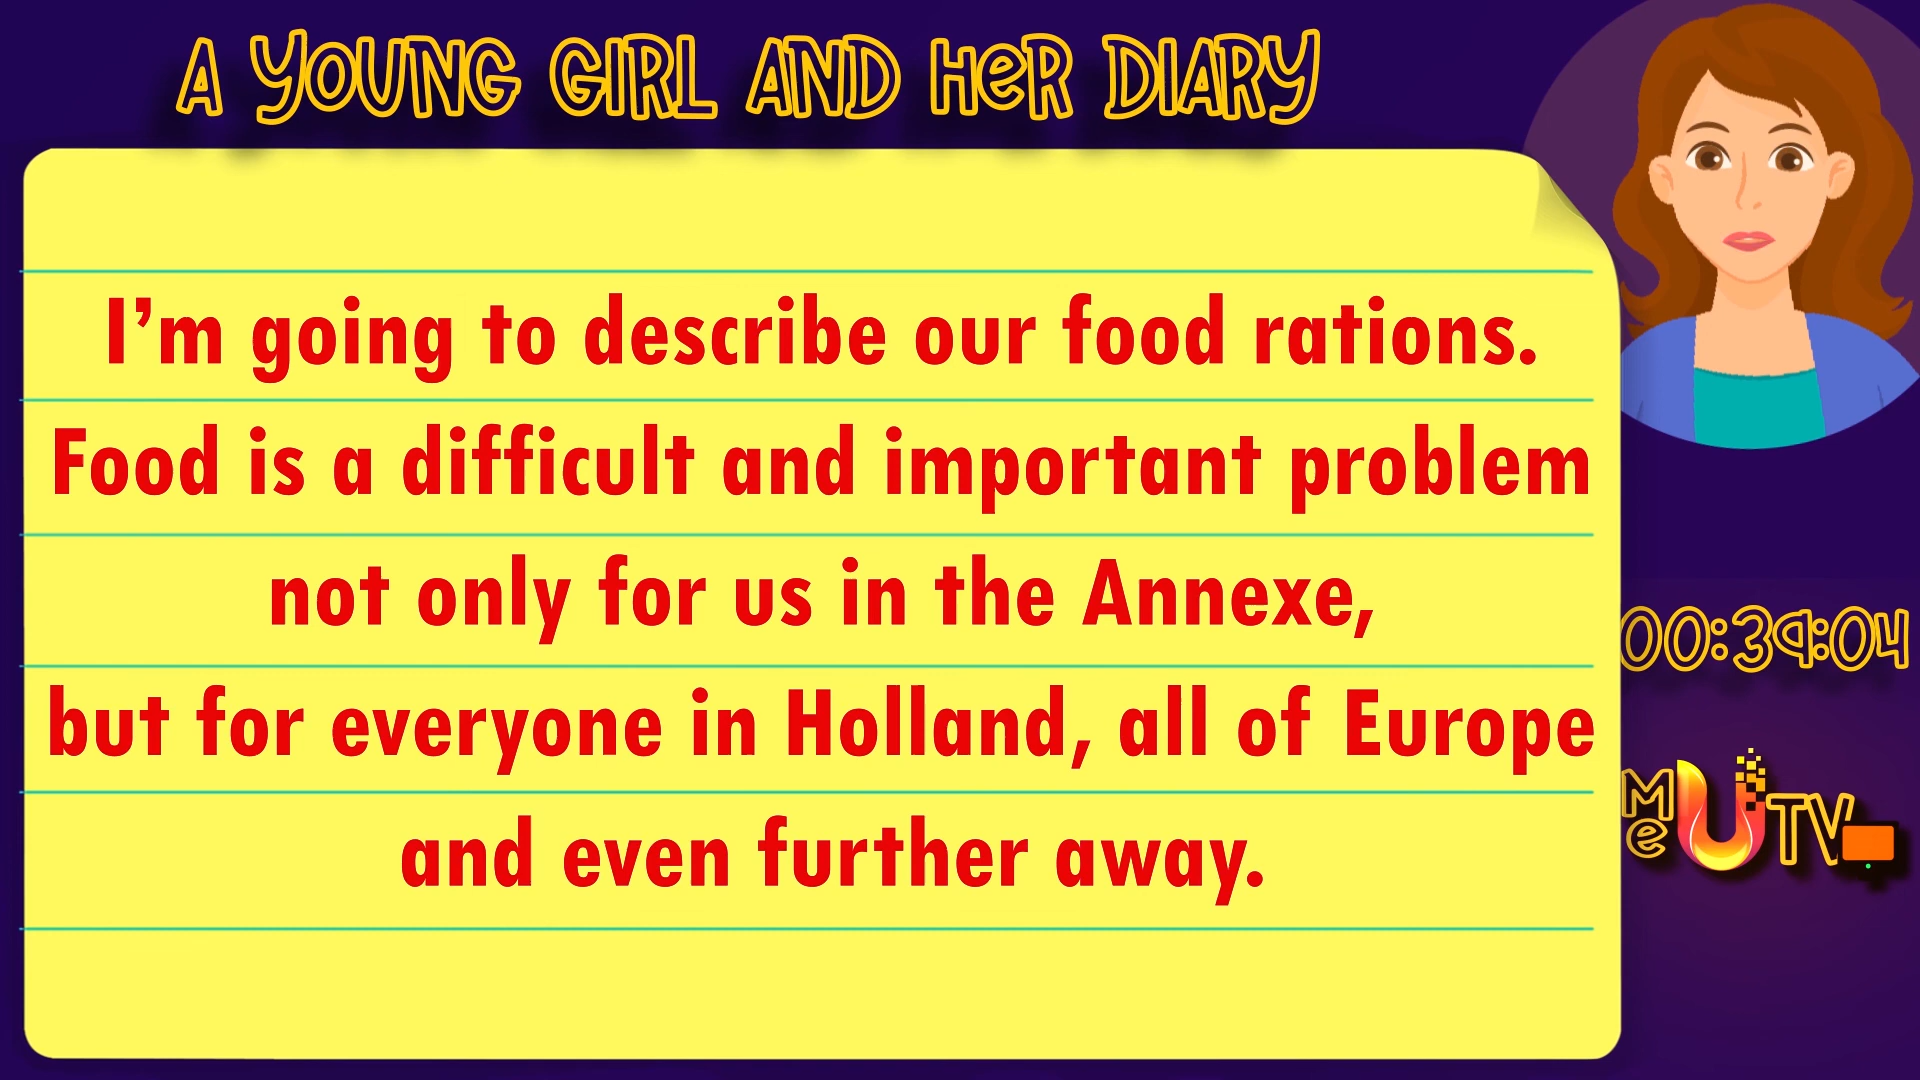 A YOUNG GIRL AND HeR DIARY
I’m going to describe our food rations.
Food is a difficult and important problem
not only for us in the Annexe,
but for everyone in Holland, all of Europe
and even further away.
00:39:04
Me UTV